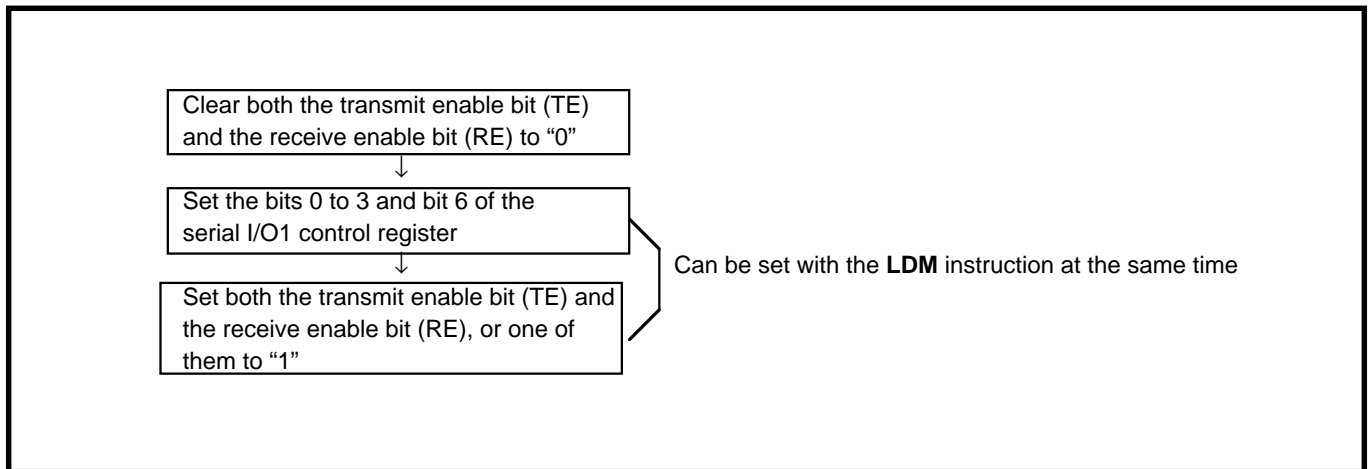 Clear both the transmit enable bit (TE)
and the receive enable bit (RE) to “0”
↓
Set the bits 0 to 3 and bit 6 of the
serial I/O1 control register
Can be set with the LDM instruction at the same time
↓
Set both the transmit enable bit (TE) and
the receive enable bit (RE), or one of
them to “1”